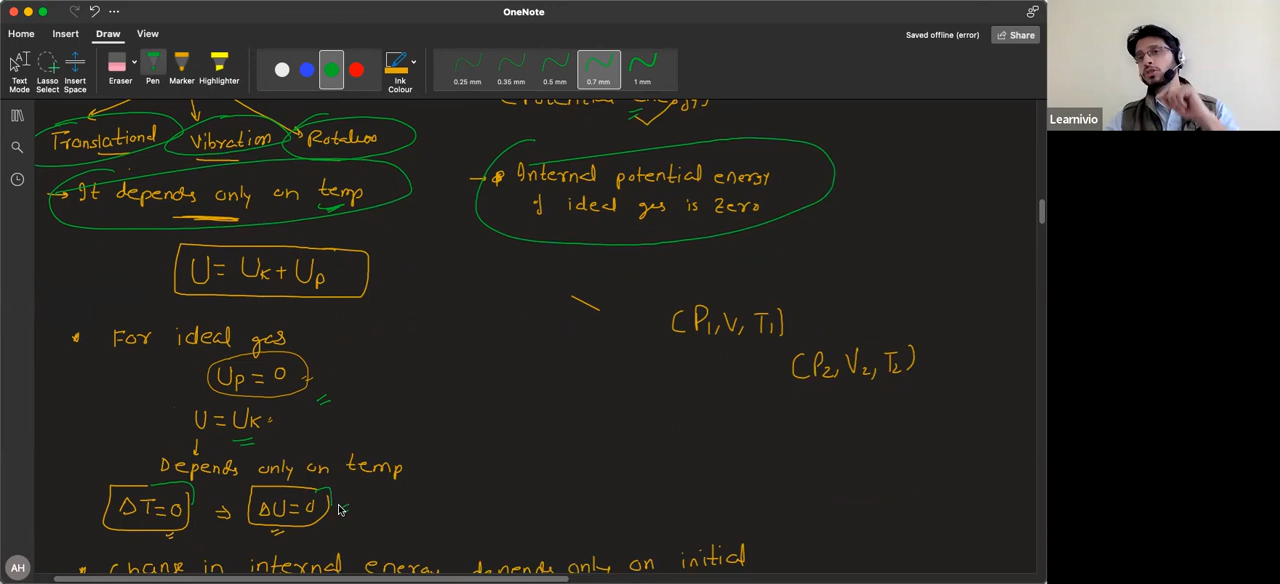 OneNote
Home Insert Draw View
Saved offline (error) Share
Text Mode Lasso Select Insert Space Eraser Pen Marker Highlighter Ink Colour 0.25 mm 0.35 mm 0.5 mm 0.7 mm 1 mm
Learnivio
(Potential energy)
Translational Vibration Rotation
→ It depends only on temp
→ Internal potential energy
of ideal gas is Zero
U = UK + UP
(P1, V, T1)
(P2, V2, T2)
* For ideal gas
UP = 0
U = UK
↓
Depends only on temp
ΔT=0 ⇒ ΔU=0
* Change in internal energy depends only on initial
AH